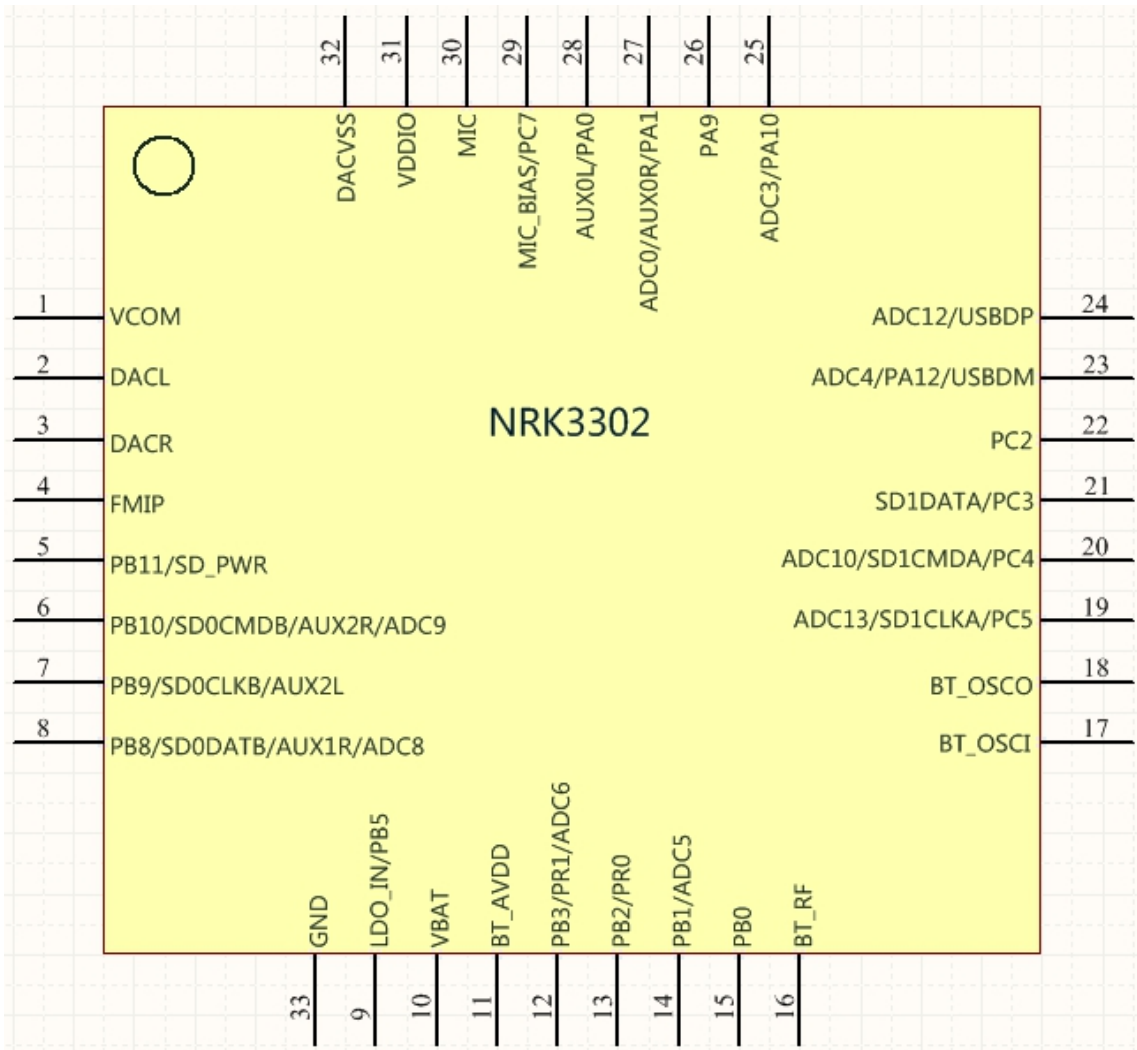 32
31
30
29
28
27
26
25
DACVSS
VDDIO
MIC
MIC_BIAS/PC7
AUX0L/PA0
ADC0/AUX0R/PA1
PA9
ADC3/PA10
1
VCOM
2
DACL
3
DACR
4
FMIP
5
PB11/SD_PWR
6
PB10/SD0CMDB/AUX2R/ADC9
7
PB9/SD0CLKB/AUX2L
8
PB8/SD0DATB/AUX1R/ADC8
NRK3302
ADC12/USBDP
24
ADC4/PA12/USBDM
23
PC2
22
SD1DATA/PC3
21
ADC10/SD1CMDA/PC4
20
ADC13/SD1CLKA/PC5
19
BT_OSCO
18
BT_OSCI
17
GND
LDO_IN/PB5
VBAT
BT_AVDD
PB3/PR1/ADC6
PB2/PR0
PB1/ADC5
PB0
BT_RF
33
9
10
11
12
13
14
15
16